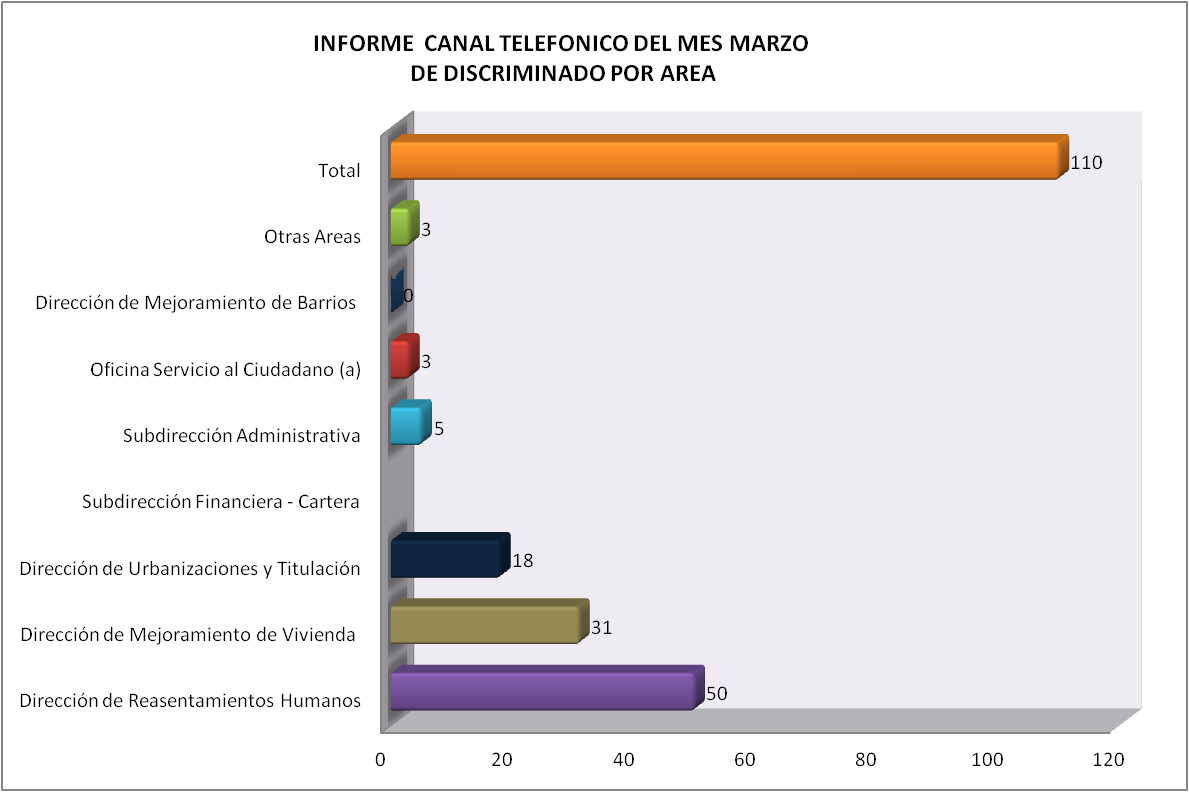 INFORME CANAL TELEFONICO DEL MES MARZO
DE DISCRIMINADO POR AREA
Total 110
Otras Areas 3
Dirección de Mejoramiento de Barrios 0
Oficina Servicio al Ciudadano (a) 3
Subdirección Administrativa 5
Subdirección Financiera - Cartera
Dirección de Urbanizaciones y Titulación 18
Dirección de Mejoramiento de Vivienda 31
Dirección de Reasentamientos Humanos 50
0 20 40 60 80 100 120